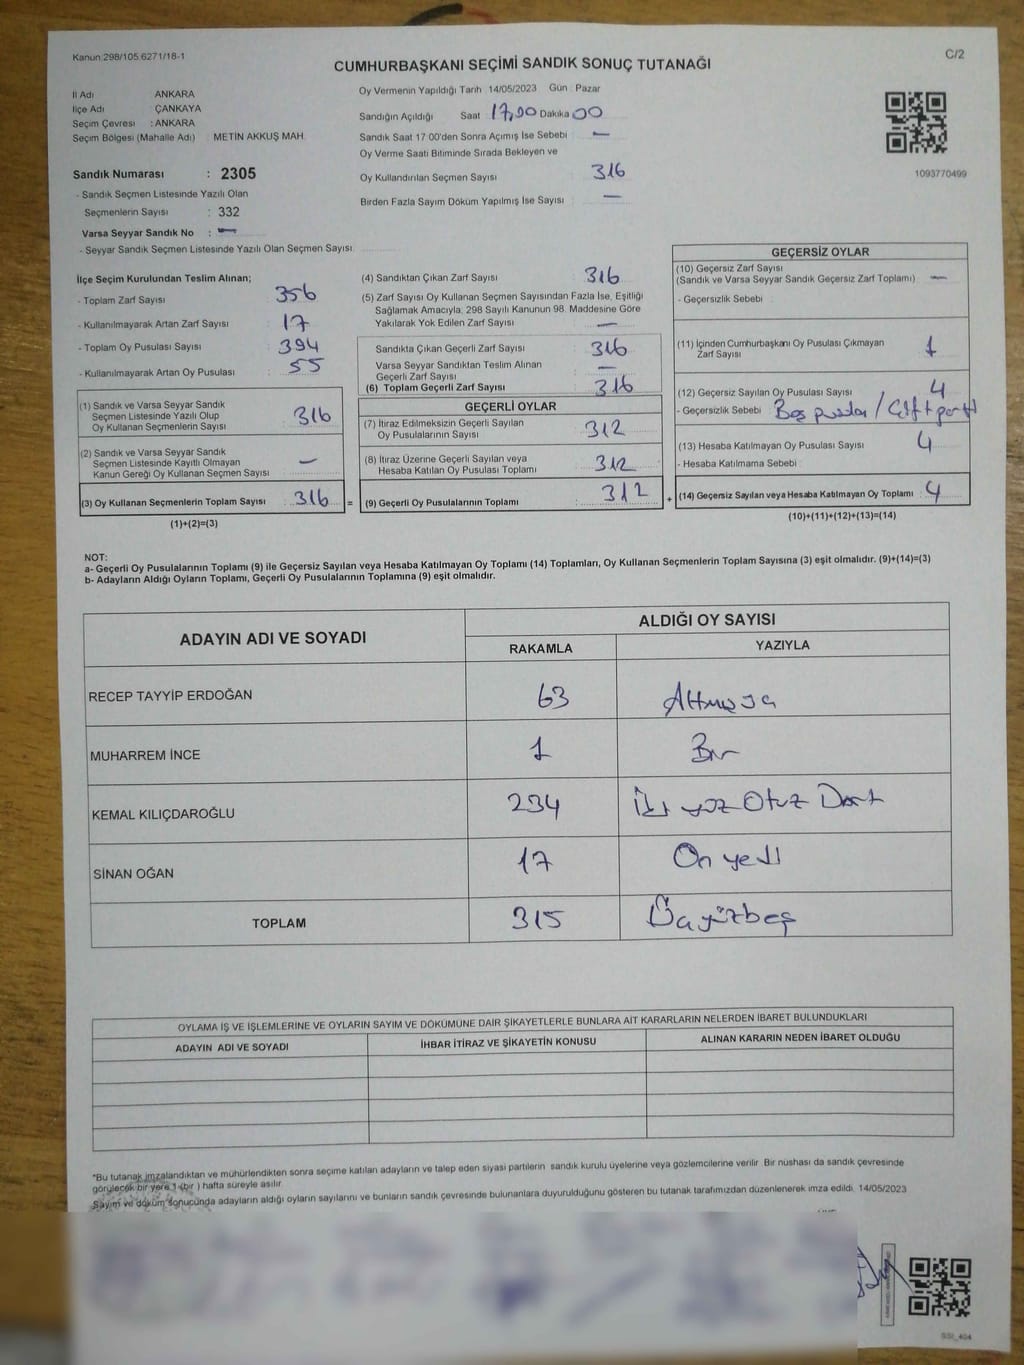 Kanun:298/105 6271/18-1
C/2
CUMHURBAŞKANI SEÇİMİ SANDIK SONUÇ TUTANAĞI
İl Adı ANKARA
İlçe Adı ÇANKAYA
Seçim Çevresi : ANKARA
Seçim Bölgesi (Mahalle Adı) METİN AKKUŞ MAH.
Sandık Numarası : 2305
- Sandık Seçmen Listesinde Yazılı Olan
Seçmenlerin Sayısı : 332
Varsa Seyyar Sandık No : —
- Seyyar Sandık Seçmen Listesinde Yazılı Olan Seçmen Sayısı
Oy Vermenin Yapıldığı Tarih 14/05/2023 Gün Pazar
Sandığın Açıldığı Saat 17,00 Dakika 00
Sandık Saat 17:00'den Sonra Açımış İse Sebebi —
Oy Verme Saati Bitiminde Sırada Bekleyen ve
Oy Kullandırılan Seçmen Sayısı 316
Birden Fazla Sayım Döküm Yapılmış İse Sayısı —
1093770499
İlçe Seçim Kurulundan Teslim Alınan;
- Toplam Zarf Sayısı : 356
- Kullanılmayarak Artan Zarf Sayısı : 17
- Toplam Oy Pusulası Sayısı : 394
- Kullanılmayarak Artan Oy Pusulası : 55
(1) Sandık ve Varsa Seyyar Sandık
Seçmen Listesinde Yazılı Olup
Oy Kullanan Seçmenlerin Sayısı : 316
(2) Sandık ve Varsa Seyyar Sandık
Seçmen Listesinde Kayıtlı Olmayan
Kanun Gereği Oy Kullanan Seçmen Sayısı : —
(3) Oy Kullanan Seçmenlerin Toplam Sayısı : 316 =
(1)+(2)=(3)
(4) Sandıktan Çıkan Zarf Sayısı : 316
(5) Zarf Sayısı Oy Kullanan Seçmen Sayısından Fazla İse, Eşitliği
Sağlamak Amacıyla, 298 Sayılı Kanunun 98. Maddesine Göre
Yakılarak Yok Edilen Zarf Sayısı : —
Sandıkta Çıkan Geçerli Zarf Sayısı : 316
Varsa Seyyar Sandıktan Teslim Alınan
Geçerli Zarf Sayısı : —
(6) Toplam Geçerli Zarf Sayısı : 316
GEÇERLİ OYLAR
(7) İtiraz Edilmeksizin Geçerli Sayılan
Oy Pusulalarının Sayısı : 312
(8) İtiraz Üzerine Geçerli Sayılan veya
Hesaba Katılan Oy Pusulası Toplamı : 312
(9) Geçerli Oy Pusulalarının Toplamı : 312 +
GEÇERSİZ OYLAR
(10) Geçersiz Zarf Sayısı
(Sandık ve Varsa Seyyar Sandık Geçersiz Zarf Toplamı) : —
- Geçersizlik Sebebi :
(11) İçinden Cumhurbaşkanı Oy Pusulası Çıkmayan
Zarf Sayısı : 1
(12) Geçersiz Sayılan Oy Pusulası Sayısı : 4
- Geçersizlik Sebebi : Boş pusula / Çift parti
(13) Hesaba Katılmayan Oy Pusulası Sayısı : 4
- Hesaba Katılmama Sebebi :
(14) Geçersiz Sayılan veya Hesaba Katılmayan Oy Toplamı : 4
(10)+(11)+(12)+(13)=(14)
NOT:
a- Geçerli Oy Pusulalarının Toplamı (9) ile Geçersiz Sayılan veya Hesaba Katılmayan Oy Toplamı (14) Toplamları, Oy Kullanan Seçmenlerin Toplam Sayısına (3) eşit olmalıdır. (9)+(14)=(3)
b- Adayların Aldığı Oyların Toplamı, Geçerli Oy Pusulalarının Toplamına (9) eşit olmalıdır.
ADAYIN ADI VE SOYADI ALDIĞI OY SAYISI
RAKAMLA YAZIYLA
RECEP TAYYİP ERDOĞAN 63 Altmışüç
MUHARREM İNCE 1 Bir
KEMAL KILIÇDAROĞLU 234 İki yüz Otuz Dört
SİNAN OĞAN 17 On yedi
TOPLAM 315 Üçyüzbeş
OYLAMA İŞ VE İŞLEMLERİNE VE OYLARIN SAYIM VE DÖKÜMÜNE DAİR ŞİKAYETLERLE BUNLARA AİT KARARLARIN NELERDEN İBARET BULUNDUKLARI
ADAYIN ADI VE SOYADI İHBAR İTİRAZ VE ŞİKAYETİN KONUSU ALINAN KARARIN NEDEN İBARET OLDUĞU
*Bu tutanak imzalandıktan ve mühürlendikten sonra seçime katılan adayların ve talep eden siyasi partilerin sandık kurulu üyelerine veya gözlemcilerine verilir. Bir nüshası da sandık çevresinde
görülecek bir yere 1 (bir ) hafta süreyle asılır.
Sayım ve döküm sonucunda adayların aldığı oyların sayılarını ve bunların sandık çevresinde bulunanlara duyurulduğunu gösteren bu tutanak tarafımızdan düzenlenerek imza edildi. 14/05/2023
SSI_404